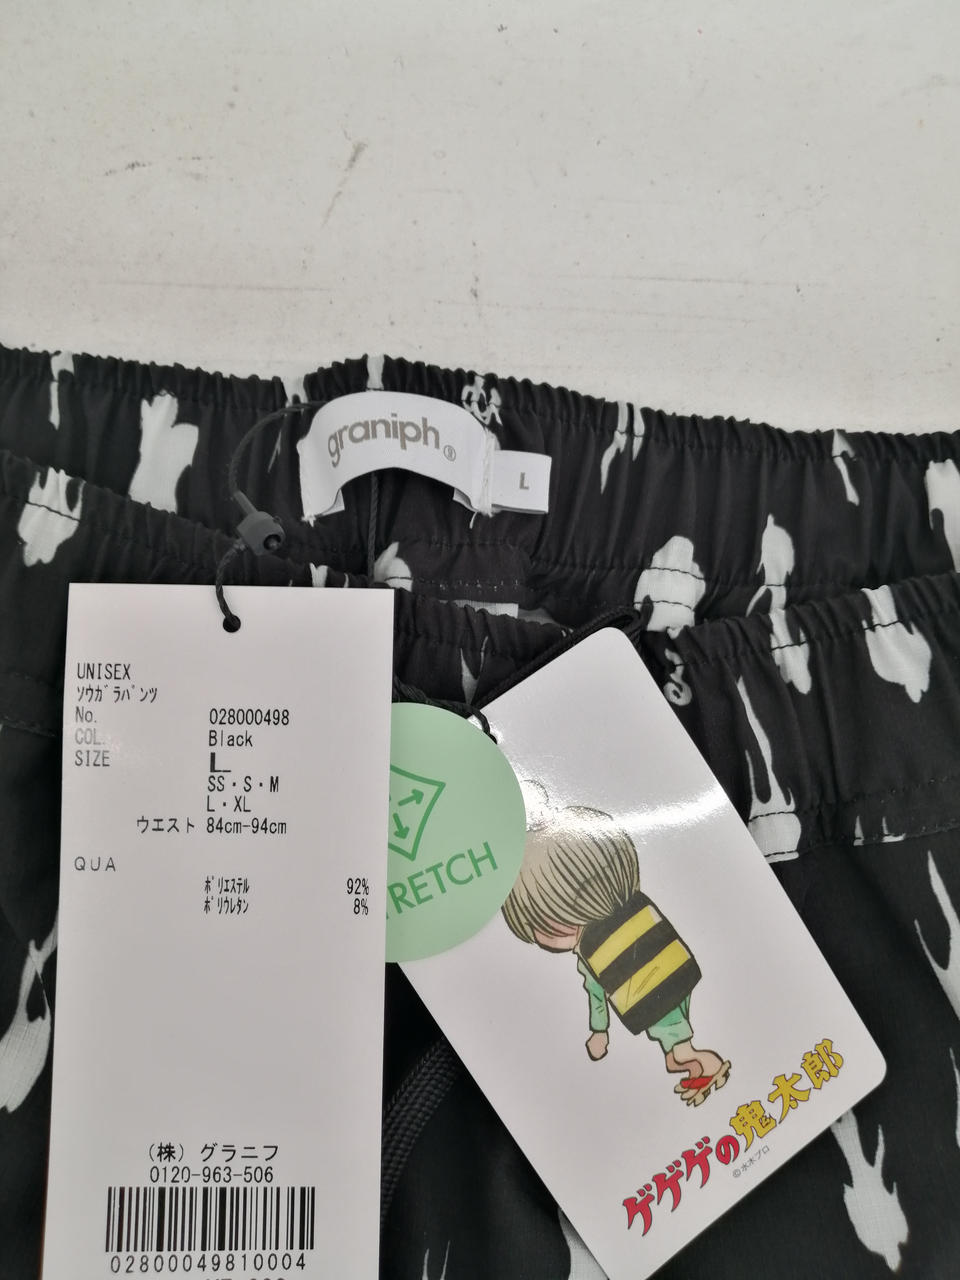 graniph®
L
UNISEX
ソウガラパンツ
No. 028000498
COL. Black
SIZE L
SS・S・M
L・XL
ウエスト 84cm-94cm
QUA
ポリエステル 92%
ポリウレタン 8%
(株) グラニフ
0120-963-506
02800049810004
TRETCH
ゲゲゲの鬼太郎
©水木プロ